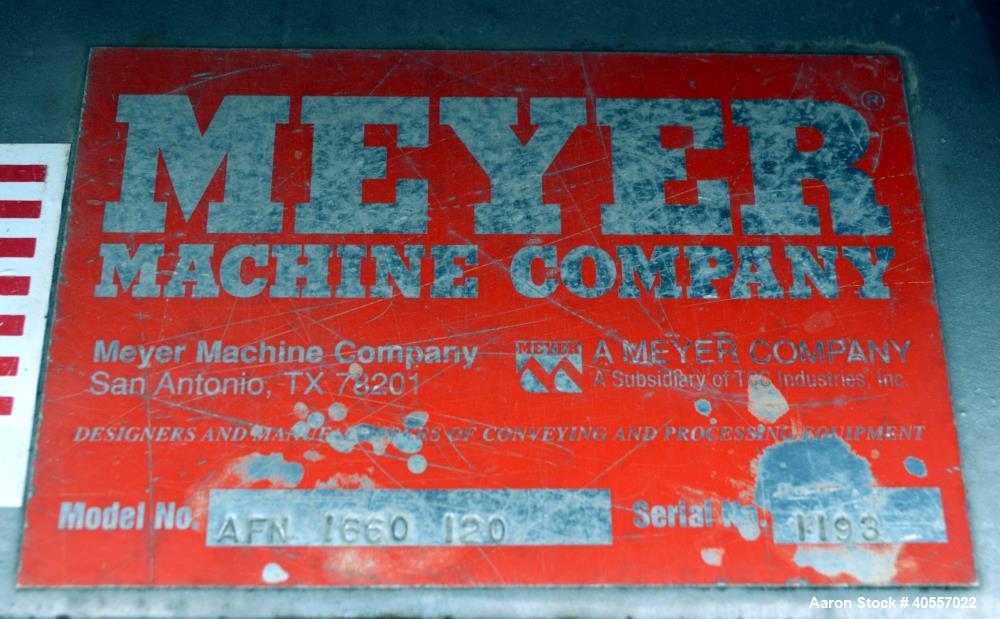 MEYER®
MACHINE COMPANY
Meyer Machine Company
San Antonio, TX 78201
MEYER
A MEYER COMPANY
A Subsidiary of TCC Industries, Inc.
DESIGNERS AND MANUFACTURERS OF CONVEYING AND PROCESSING EQUIPMENT
Model No. AFN 1660 120 Serial No. 1193
Aaron Stock # 40557022